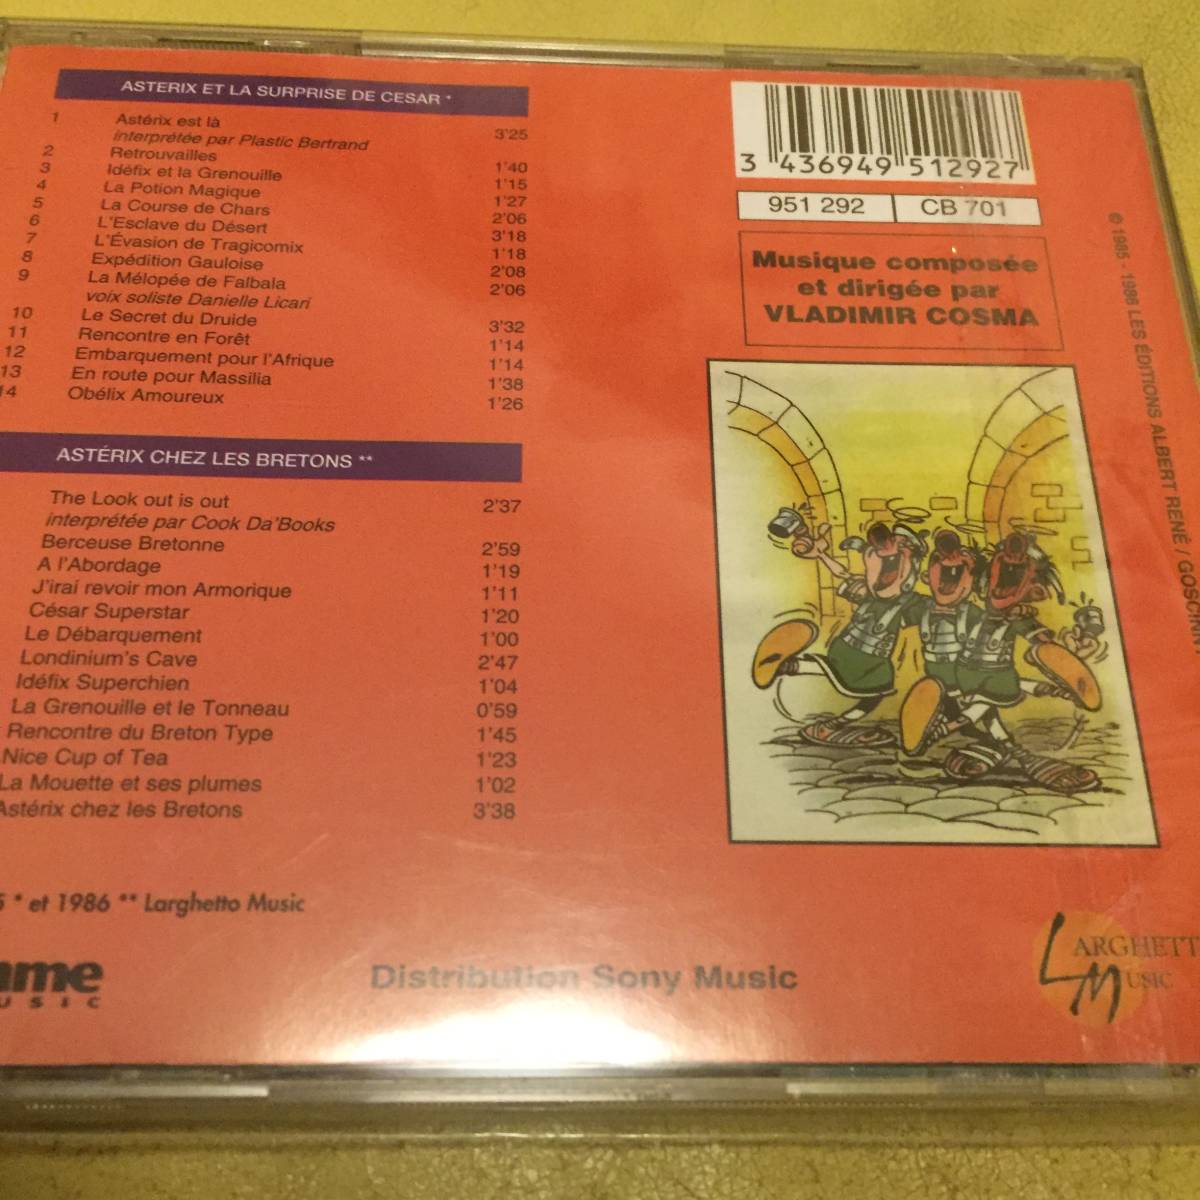 ASTERIX ET LA SURPRISE DE CESAR *
1 Astérix est là
interprétée par Plastic Bertrand 3'25
2 Retrouvailles 1'40
3 Idéfix et la Grenouille 1'15
4 La Potion Magique 1'27
5 La Course de Chars 2'06
6 L'Esclave du Désert 3'18
7 L'Évasion de Tragicomix 1'18
8 Expédition Gauloise 2'08
9 La Mélopée de Falbala 2'06
voix soliste Danielle Licari
10 Le Secret du Druide 3'32
11 Rencontre en Forêt 1'14
12 Embarquement pour l'Afrique 1'14
13 En route pour Massilia 1'38
14 Obélix Amoureux 1'26
ASTÉRIX CHEZ LES BRETONS **
The Look out is out 2'37
interprétée par Cook Da'Books
Berceuse Bretonne 2'59
A l'Abordage 1'19
J'irai revoir mon Armorique 1'11
César Superstar 1'20
Le Débarquement 1'00
Londinium's Cave 2'47
Idéfix Superchien 1'04
La Grenouille et le Tonneau 0'59
Rencontre du Breton Type 1'45
Nice Cup of Tea 1'23
La Mouette et ses plumes 1'02
Astérix chez les Bretons 3'38
5 * et 1986 ** Larghetto Music
ame
USIC
Distribution Sony Music
3 436949 512927
951 292 CB 701
Musique composée
et dirigée par
VLADIMIR COSMA
© 1985 - 1986 LES ÉDITIONS ALBERT RENÉ / GOSCINNY
LARGHETT
MUSIC